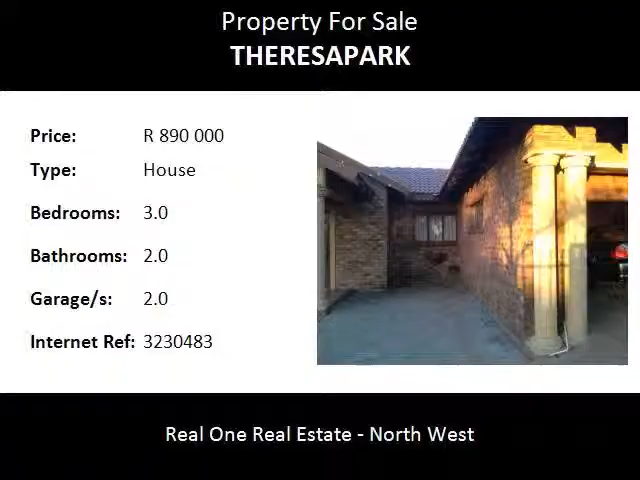 Property For Sale
THERESAPARK
Price: R 890 000
Type: House
Bedrooms: 3.0
Bathrooms: 2.0
Garage/s: 2.0
Internet Ref: 3230483
Real One Real Estate - North West